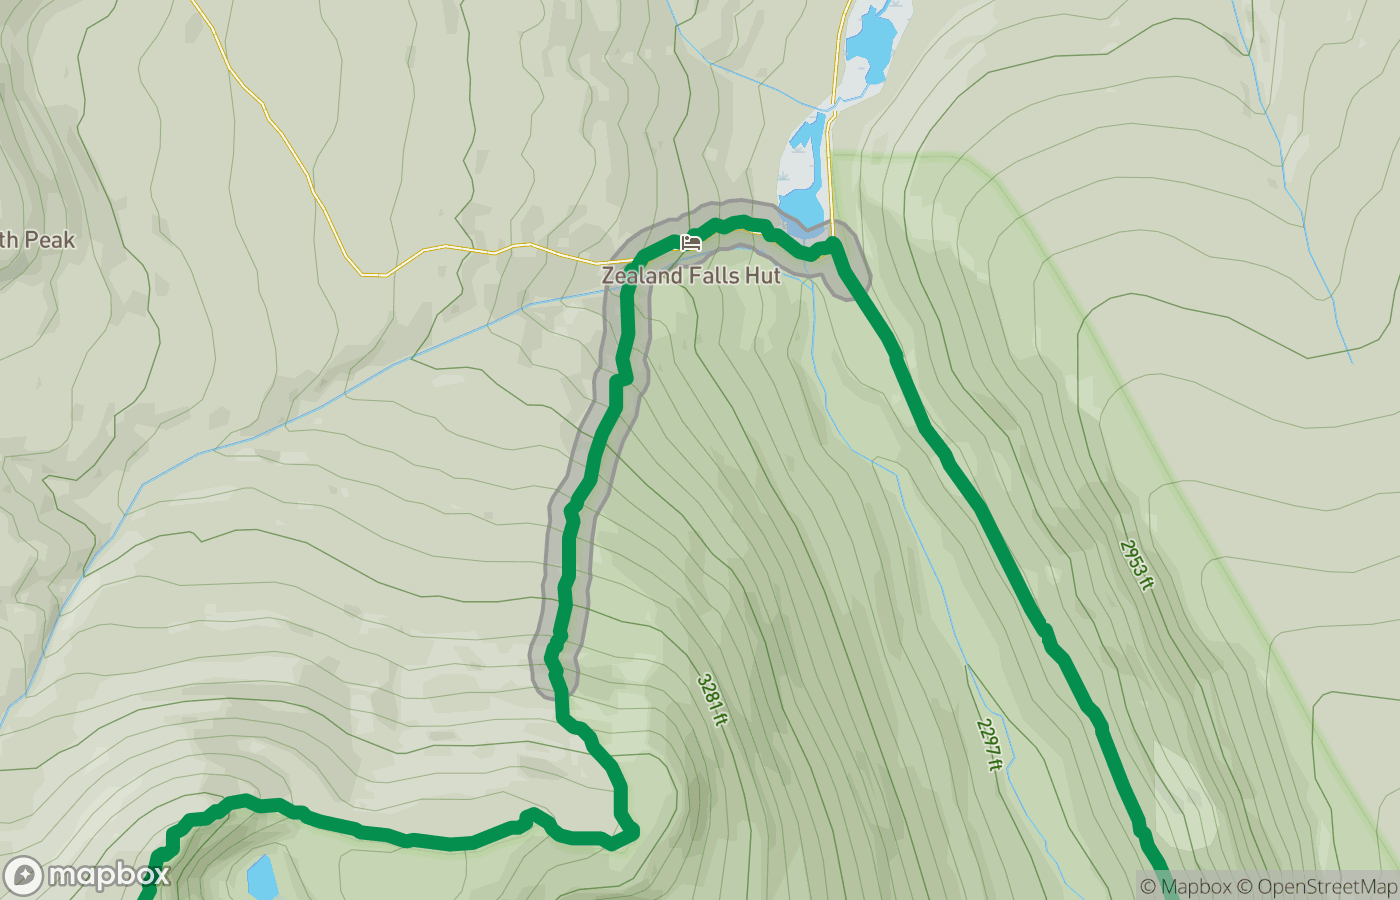 th Peak
Zealand Falls Hut
2953 ft
3281 ft
2297 ft
mapbox
© Mapbox © OpenStreetMap